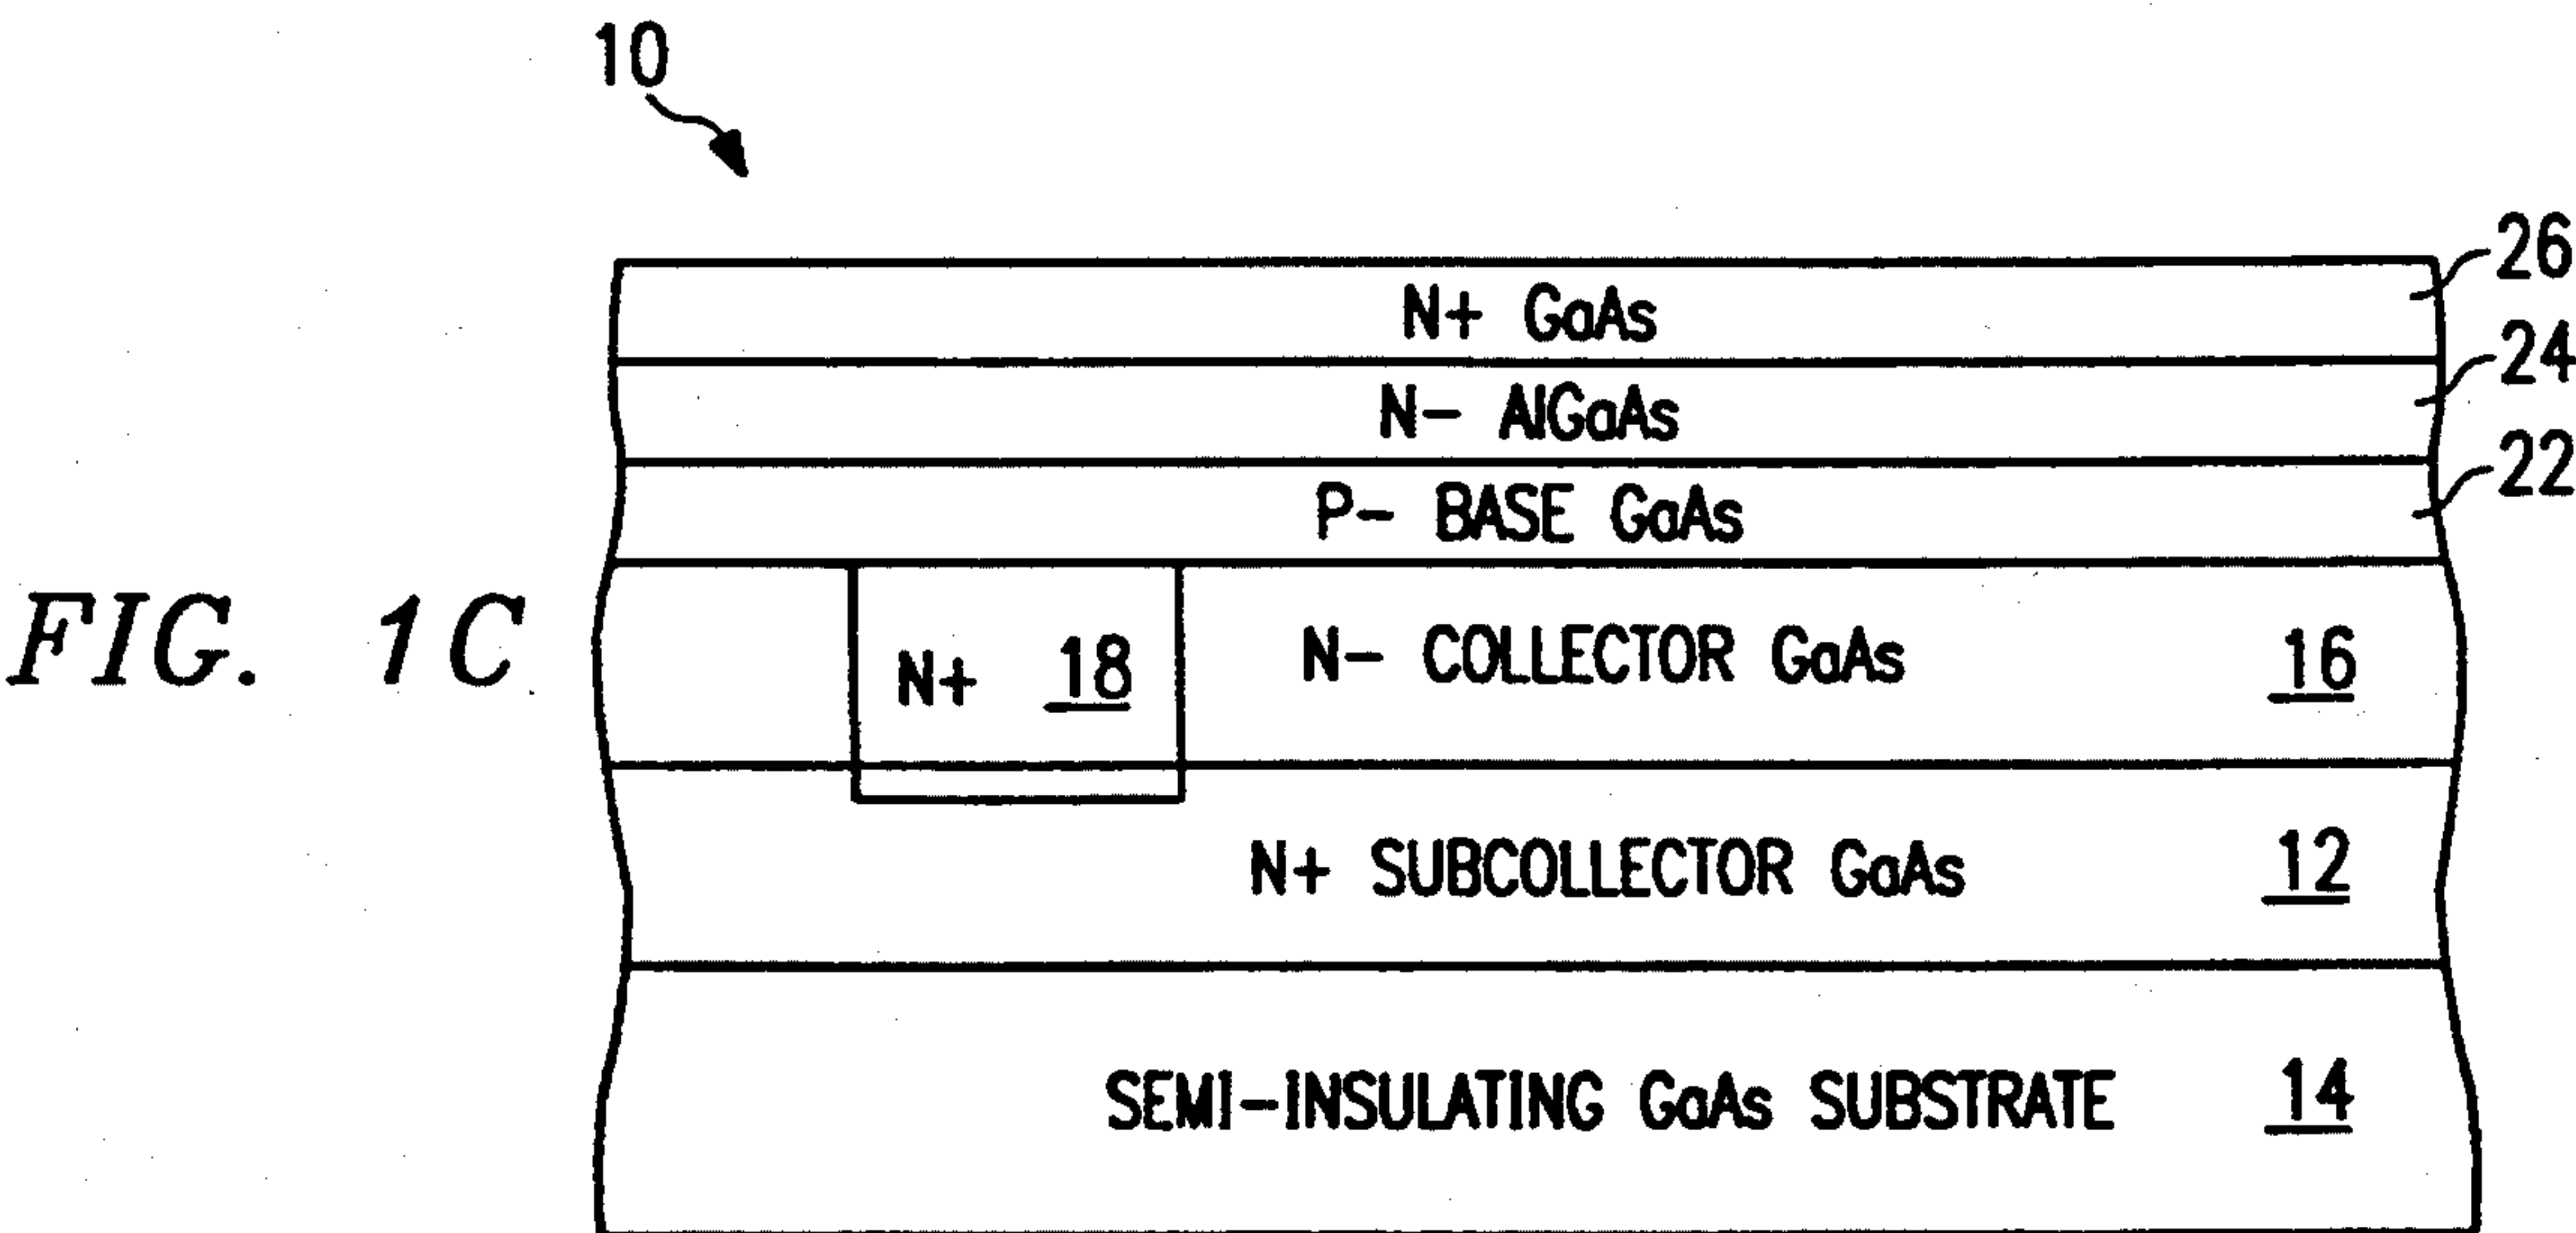 10
26
N+ GaAs
24
N- AlGaAs
22
P- BASE GaAs
FIG. 1C
N+ 18
N- COLLECTOR GaAs 16
N+ SUBCOLLECTOR GaAs 12
SEMI-INSULATING GaAs SUBSTRATE 14